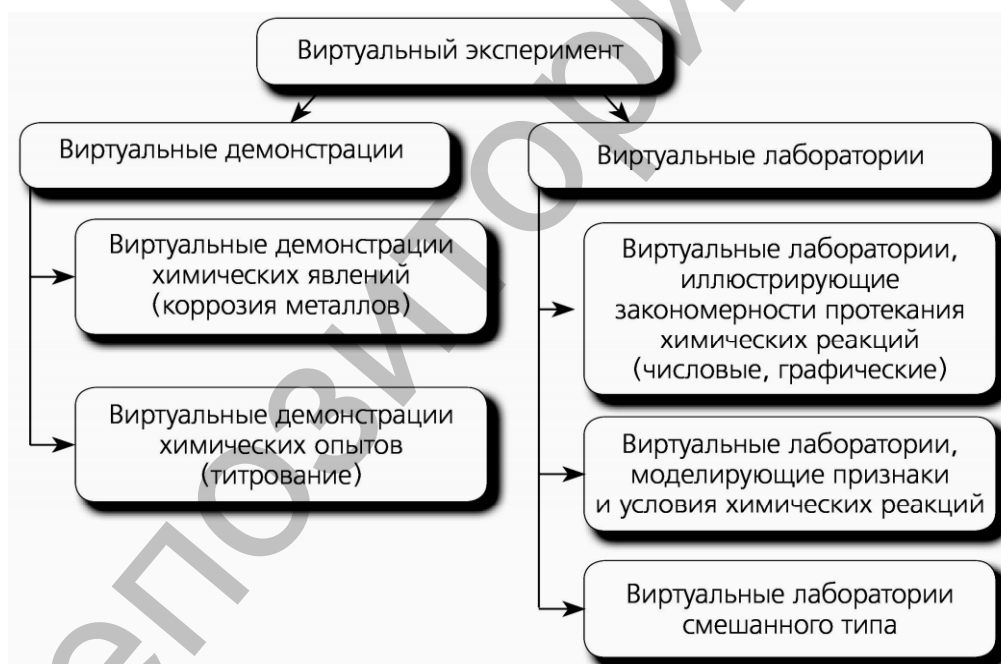 Виртуальный эксперимент
Виртуальные демонстрации
Виртуальные демонстрации
химических явлений
(коррозия металлов)
Виртуальные демонстрации
химических опытов
(титрование)
Виртуальные лаборатории
Виртуальные лаборатории,
иллюстрирующие
закономерности протекания
химических реакций
(числовые, графические)
Виртуальные лаборатории,
моделирующие признаки
и условия химических реакций
Виртуальные лаборатории
смешанного типа